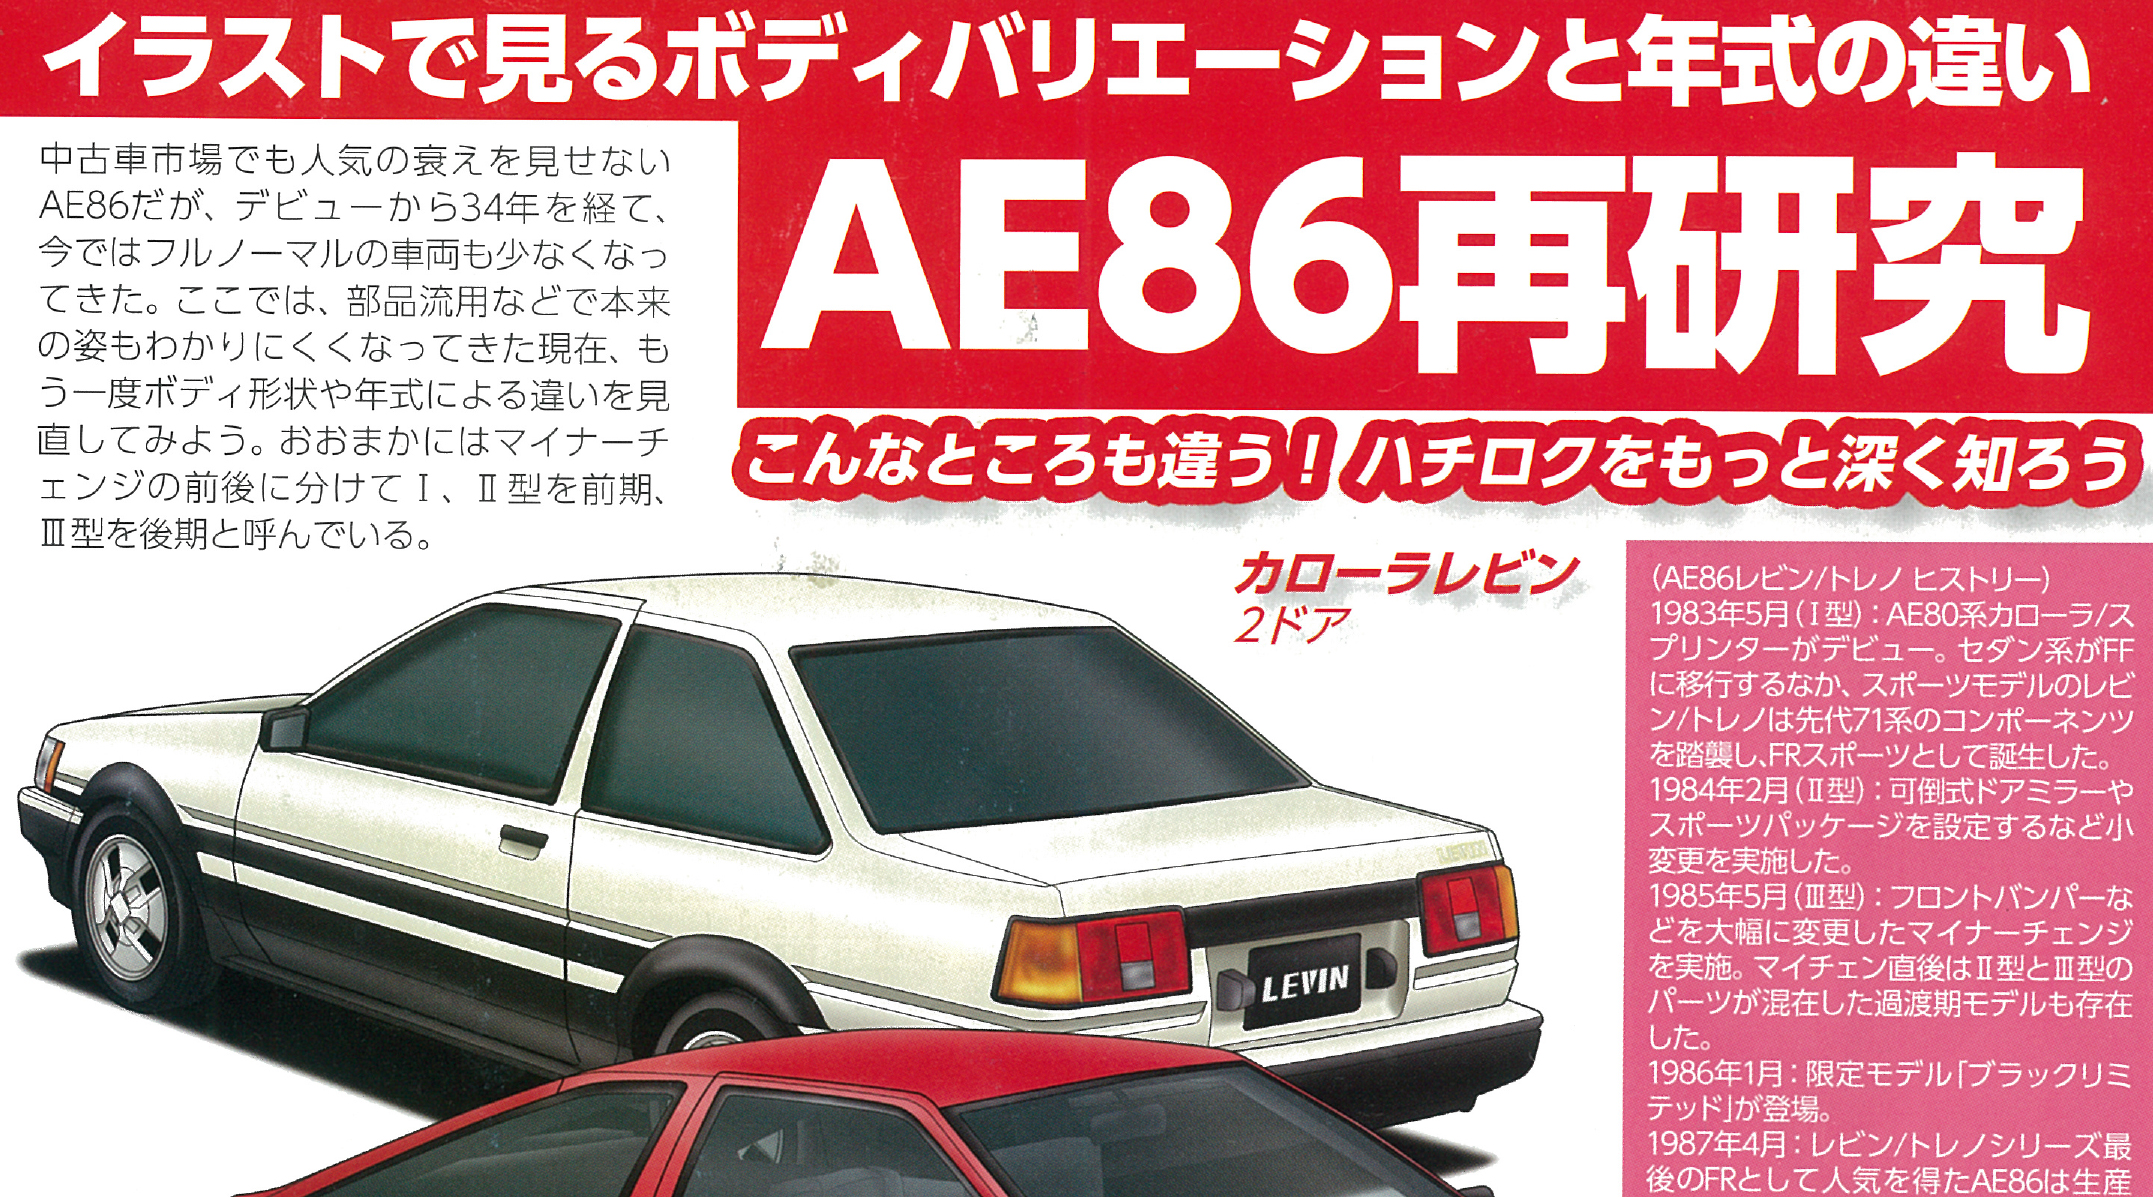 イラストで見るボディバリエーションと年式の違い
AE86再研究
こんなところも違う！ハチロクをもっと深く知ろう
中古車市場でも人気の衰えを見せない
AE86だが、デビューから34年を経て、
今ではフルノーマルの車両も少なくなっ
てきた。ここでは、部品流用などで本来
の姿もわかりにくくなってきた現在、も
う一度ボディ形状や年式による違いを見
直してみよう。おおまかにはマイナーチ
ェンジの前後に分けてⅠ、Ⅱ型を前期、
Ⅲ型を後期と呼んでいる。
カローラレビン
2ドア
LEVIN
LEVIN
（AE86レビン/トレノ ヒストリー）
1983年5月（Ⅰ型）：AE80系カローラ/ス
プリンターがデビュー。セダン系がFF
に移行するなか、スポーツモデルのレビ
ン/トレノは先代71系のコンポーネンツ
を踏襲し、FRスポーツとして誕生した。
1984年2月（Ⅱ型）：可倒式ドアミラーや
スポーツパッケージを設定するなど小
変更を実施した。
1985年5月（Ⅲ型）：フロントバンパーな
どを大幅に変更したマイナーチェンジ
を実施。マイチェン直後はⅡ型とⅢ型の
パーツが混在した過渡期モデルも存在
した。
1986年1月：限定モデル「ブラックリミ
テッド」が登場。
1987年4月：レビン/トレノシリーズ最
後のFRとして人気を得たAE86は生産